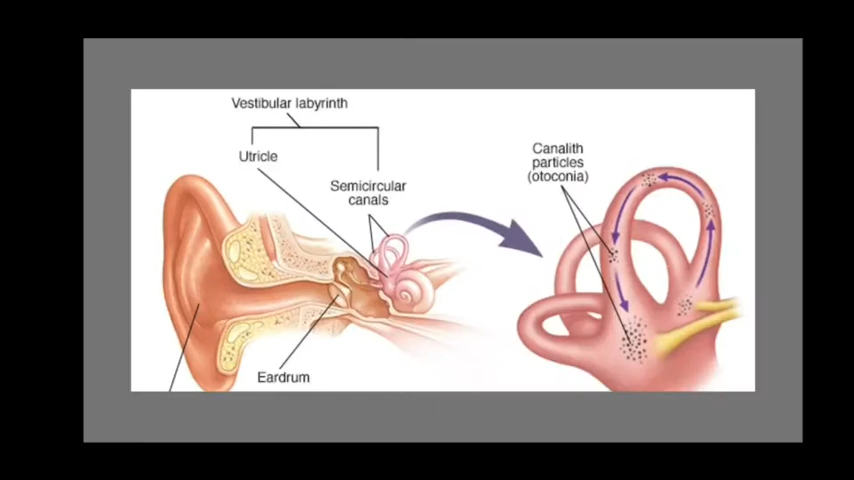 Vestibular labyrinth
Utricle
Semicircular
canals
Eardrum
Canalith
particles
(otoconia)